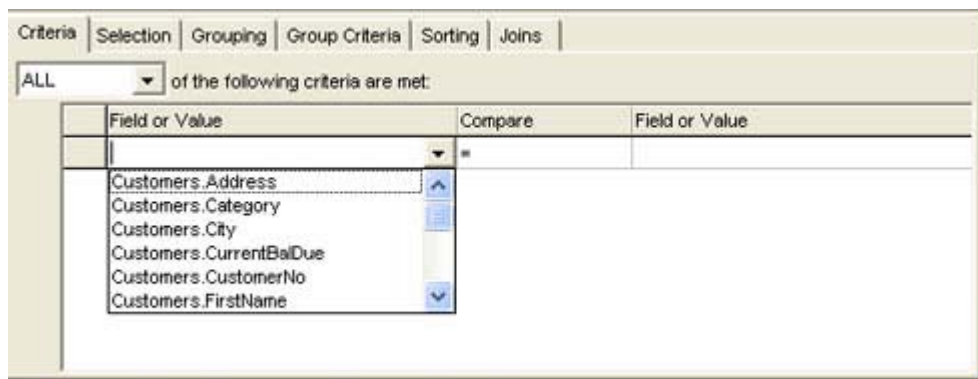 Criteria Selection Grouping Group Criteria Sorting Joins
ALL of the following criteria are met:
Field or Value Compare Field or Value
=
Customers.Address
Customers.Category
Customers.City
Customers.CurrentBalDue
Customers.CustomerNo
Customers.FirstName